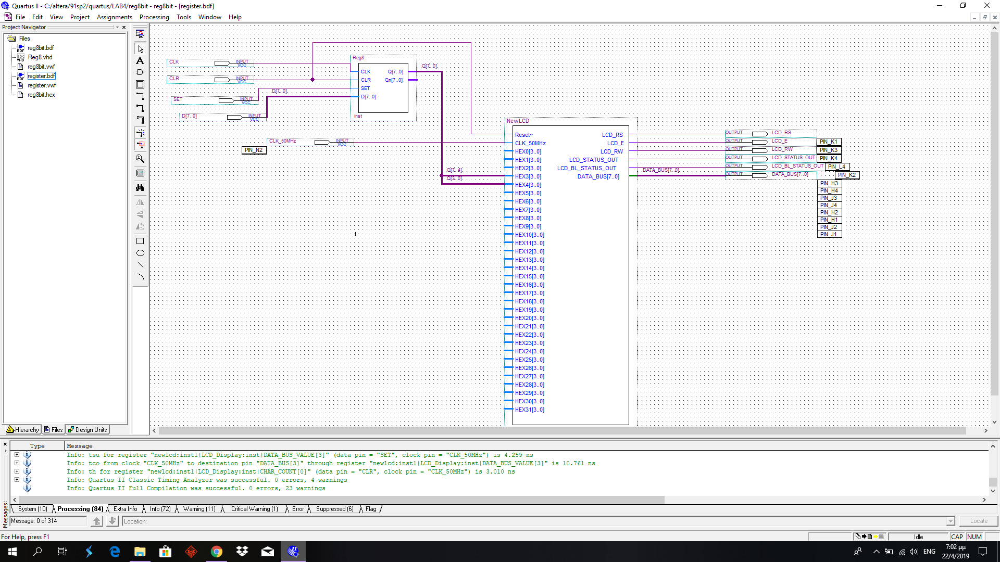 Quartus II - C:/altera/91sp2/quartus/LAB4/reg8bit - reg8bit - [register.bdf]
File Edit View Project Assignments Processing Tools Window Help
Project Navigator
Files
reg8bit.bdf
Reg8.vhd
reg8bit.vwf
register.bdf
register.vwf
reg8bit.hex
Hierarchy Files Design Units
CLK INPUT VCC
CLR INPUT VCC
SET INPUT VCC
D[7..0] INPUT VCC
D[7..0]
Reg8
CLK Q[7..0]
CLR Qn[7..0]
SET
D[7..0]
inst
Q[7..0]
CLK_50MHz INPUT VCC
PIN_N2
Q[7..4]
Q[3..0]
NewLCD
Reset~ LCD_RS
CLK_50MHz LCD_E
HEX0[3..0] LCD_RW
HEX1[3..0] LCD_STATUS_OUT
HEX2[3..0] LCD_BL_STATUS_OUT
HEX3[3..0] DATA_BUS[7..0]
HEX4[3..0]
HEX5[3..0]
HEX6[3..0]
HEX7[3..0]
HEX8[3..0]
HEX9[3..0]
HEX10[3..0]
HEX11[3..0]
HEX12[3..0]
HEX13[3..0]
HEX14[3..0]
HEX15[3..0]
HEX16[3..0]
HEX17[3..0]
HEX18[3..0]
HEX19[3..0]
HEX20[3..0]
HEX21[3..0]
HEX22[3..0]
HEX23[3..0]
HEX24[3..0]
HEX25[3..0]
HEX26[3..0]
HEX27[3..0]
HEX28[3..0]
HEX29[3..0]
HEX30[3..0]
HEX31[3..0]
DATA_BUS[7..0]
OUTPUT LCD_RS
OUTPUT LCD_E PIN_K1
OUTPUT LCD_RW PIN_K3
OUTPUT LCD_STATUS_OUT PIN_K4
OUTPUT LCD_BL_STATUS_OUT PIN_L4
OUTPUT DATA_BUS[7..0] PIN_K2
PIN_H3
PIN_H4
PIN_J3
PIN_J4
PIN_H2
PIN_H1
PIN_J2
PIN_J1
Type Message
Info: tsu for register "newlcd:inst1|LCD_Display:inst|DATA_BUS_VALUE[3]" (data pin = "SET", clock pin = "CLK_50MHz") is 4.259 ns
Info: tco from clock "CLK_50MHz" to destination pin "DATA_BUS[3]" through register "newlcd:inst1|LCD_Display:inst|DATA_BUS_VALUE[3]" is 10.761 ns
Info: th for register "newlcd:inst1|LCD_Display:inst|CHAR_COUNT[0]" (data pin = "CLR", clock pin = "CLK_50MHz") is 3.010 ns
Info: Quartus II Classic Timing Analyzer was successful. 0 errors, 4 warnings
Info: Quartus II Full Compilation was successful. 0 errors, 23 warnings
System (10) Processing (84) Extra Info Info (72) Warning (11) Critical Warning (1) Error Suppressed (6) Flag
Messages
Message: 0 of 314 Location: Locate
For Help, press F1 Idle CAP NUM
ENG 7:02 μμ
22/4/2019